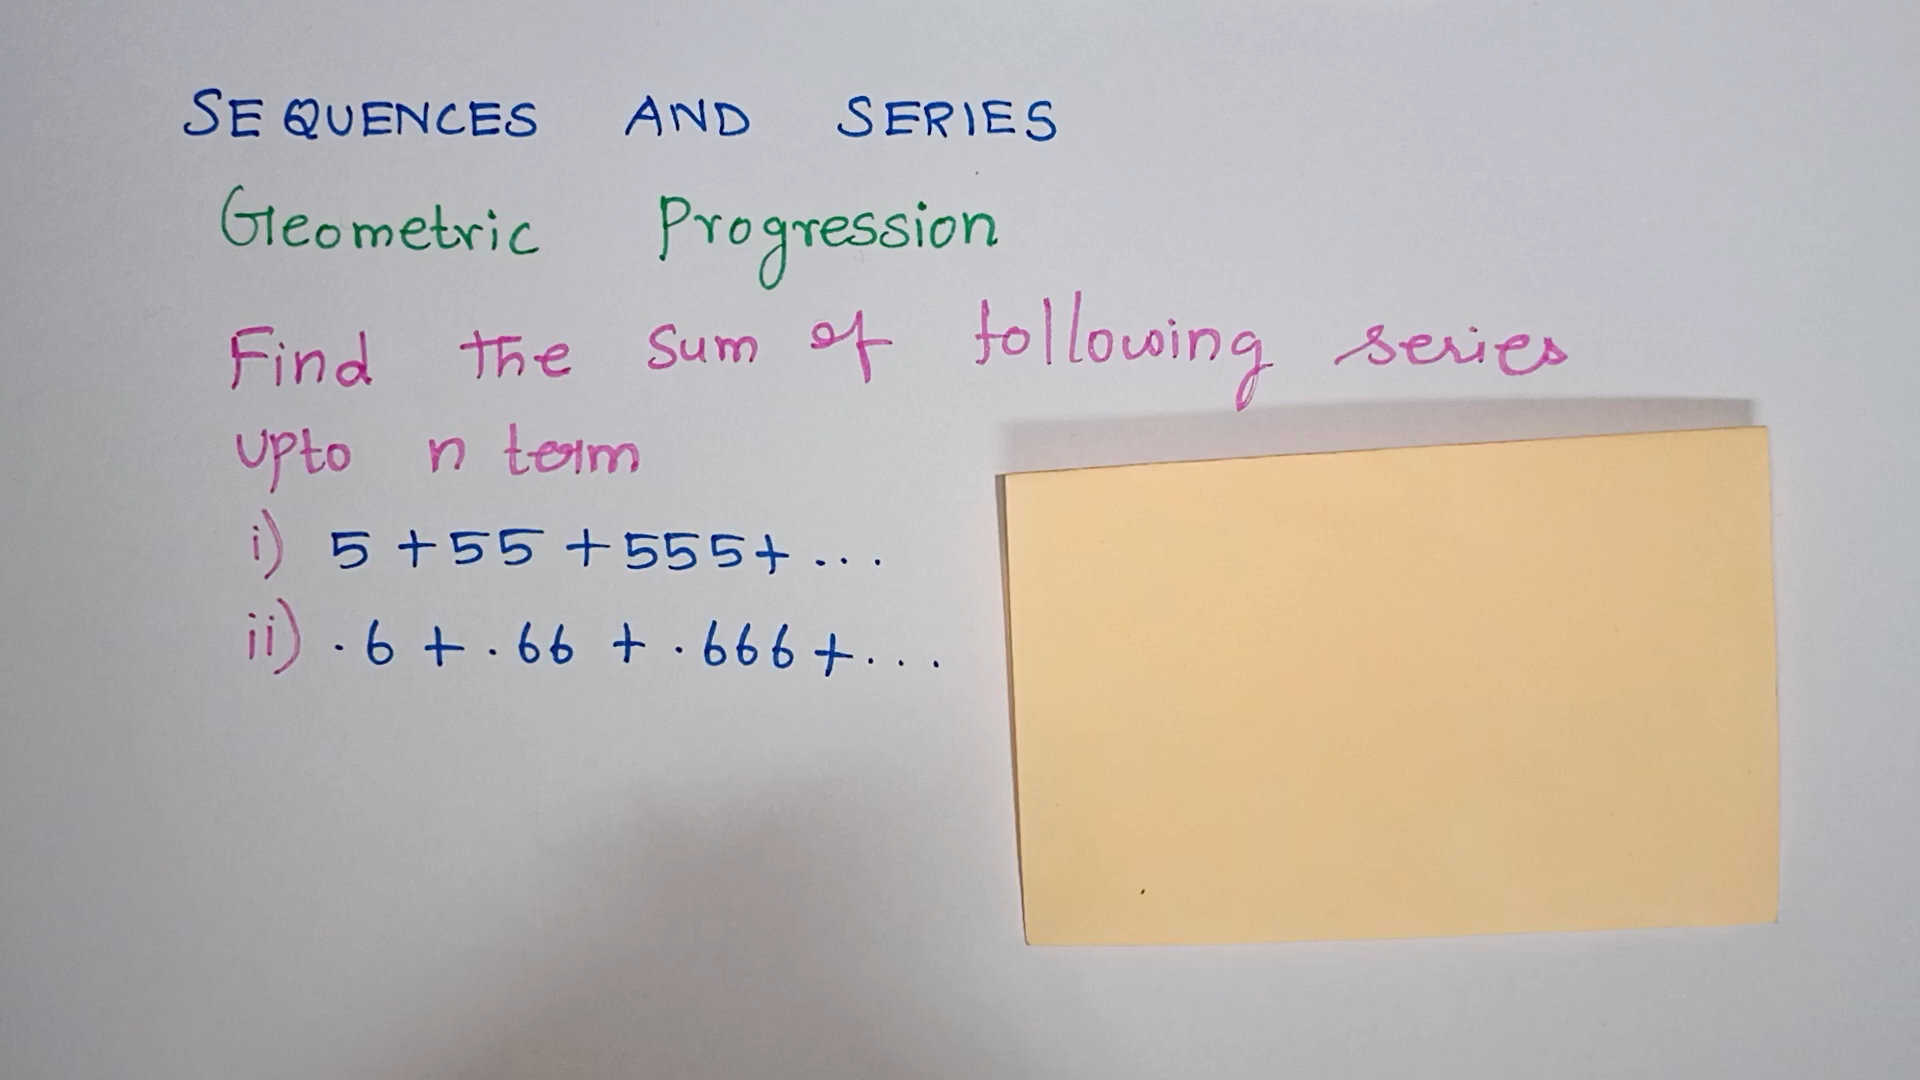 SEQUENCES AND SERIES
Geometric Progression
Find the sum of following series
upto n term
i) 5 + 55 + 555 + ...
ii) .6 + .66 + .666 + ...